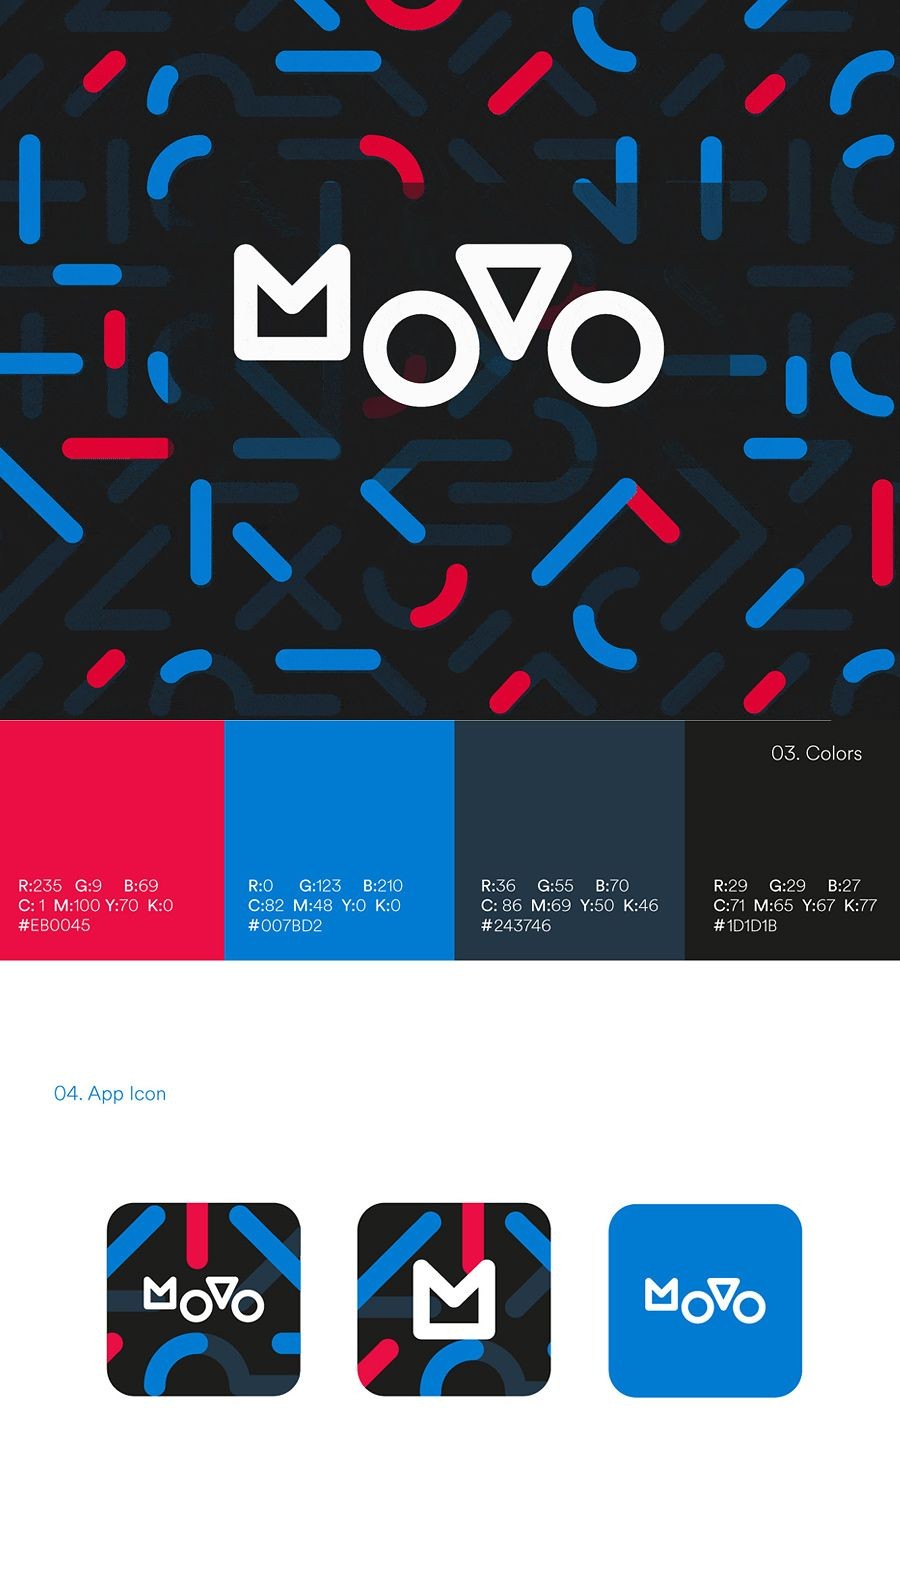 MOVO
03. Colors
R:235 G:9 B:69
C: 1 M:100 Y:70 K:0
#EB0045
R:0 G:123 B:210
C:82 M:48 Y:0 K:0
#007BD2
R:36 G:55 B:70
C: 86 M:69 Y:50 K:46
#243746
R:29 G:29 B:27
C:71 M:65 Y:67 K:77
#1D1D1B
04. App Icon
MOVO
M
MOVO